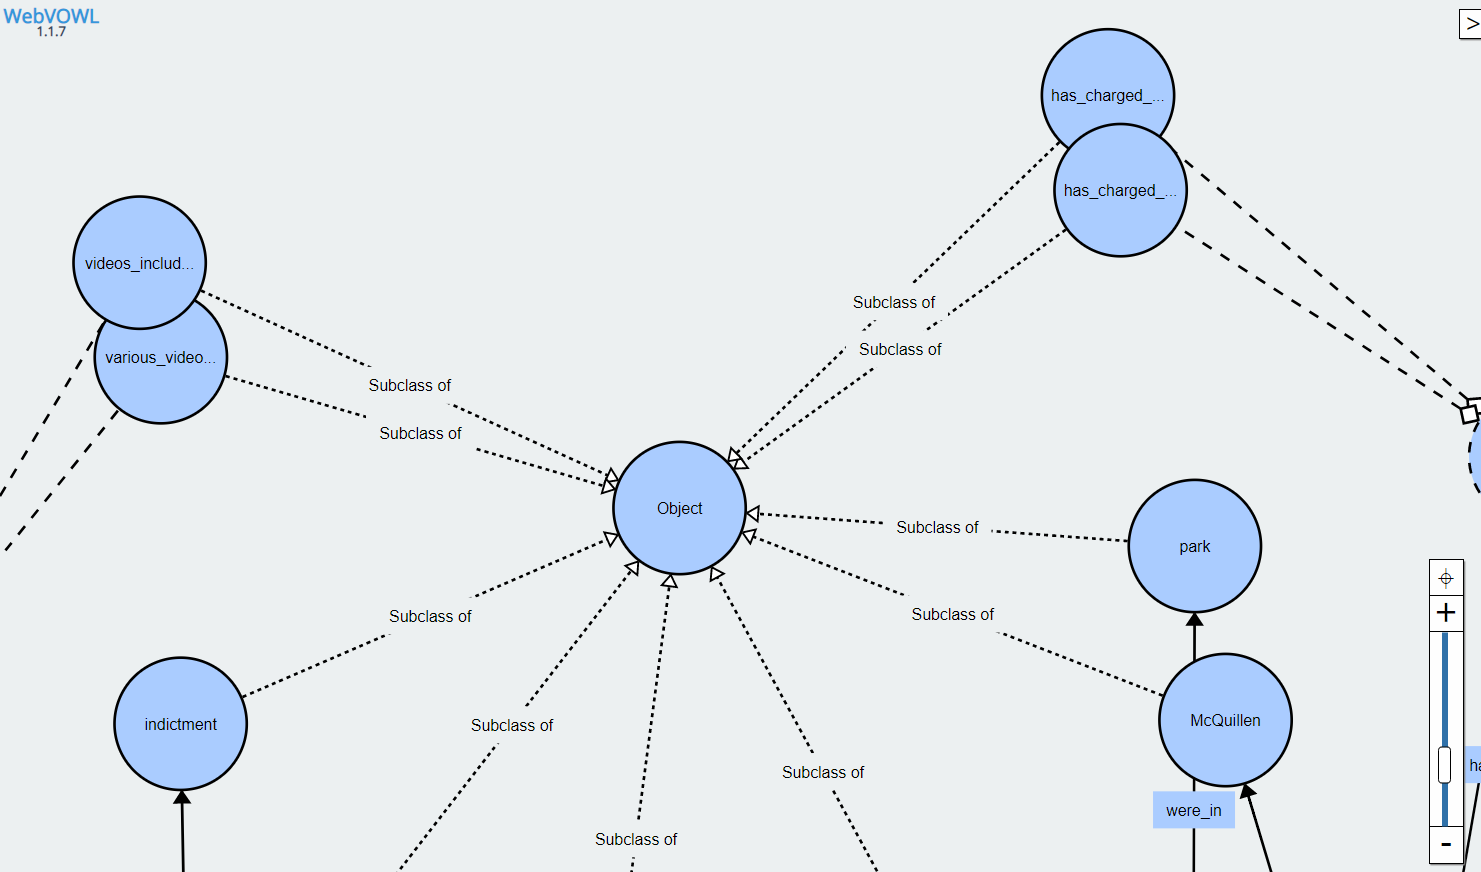 WebVOWL
1.1.7
>
has_charged_...
has_charged_...
videos_includ...
various_video...
Subclass of
Subclass of
Subclass of
Subclass of
Object
Subclass of
park
Subclass of
Subclass of
indictment
McQuillen
Subclass of
Subclass of
Subclass of
were_in
+
-